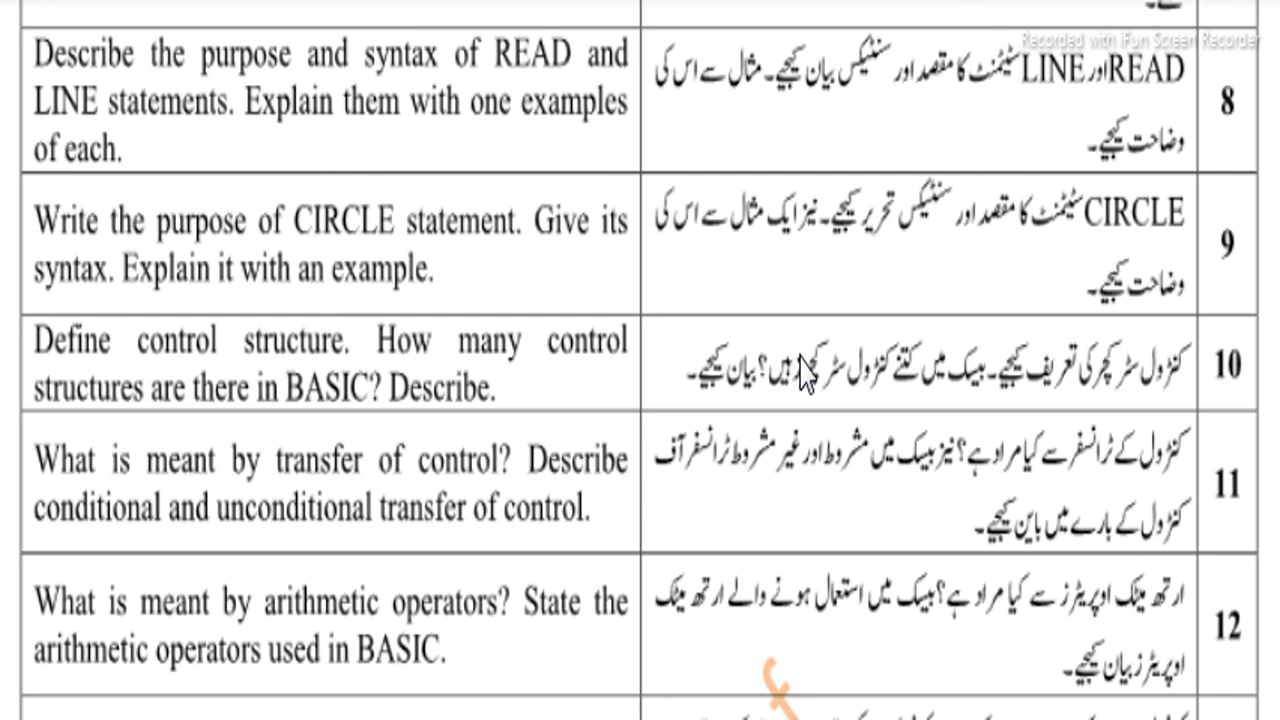 Recorded with iFun Screen Recorder
Describe the purpose and syntax of READ and
LINE statements. Explain them with one examples
of each.
READ اور LINE سٹیٹمنٹ کا مقصد اور سنٹیکس بیان کیجیے۔ مثال سے اس کی
وضاحت کیجیے۔
8
Write the purpose of CIRCLE statement. Give its
syntax. Explain it with an example.
CIRCLE سٹیٹمنٹ کا مقصد اور سنٹیکس تحریر کیجیے۔ نیز ایک مثال سے اس کی
وضاحت کیجیے۔
9
Define control structure. How many control
structures are there in BASIC? Describe.
کنٹرول سٹرکچر کی تعریف کیجیے۔ بیسک میں کتنے کنٹرول سٹرکچر ہیں؟ بیان کیجیے۔
10
What is meant by transfer of control? Describe
conditional and unconditional transfer of control.
کنٹرول کے ٹرانسفر سے کیا مراد ہے؟ نیز بیسک میں مشروط اور غیر مشروط ٹرانسفر آف
کنٹرول کے بارے میں باین کیجیے۔
11
What is meant by arithmetic operators? State the
arithmetic operators used in BASIC.
ارتھ میٹک اوپریٹرز سے کیا مراد ہے؟ بیسک میں استعمال ہونے والے ارتھ میٹک
اوپریٹرز بیان کیجیے۔
12
f